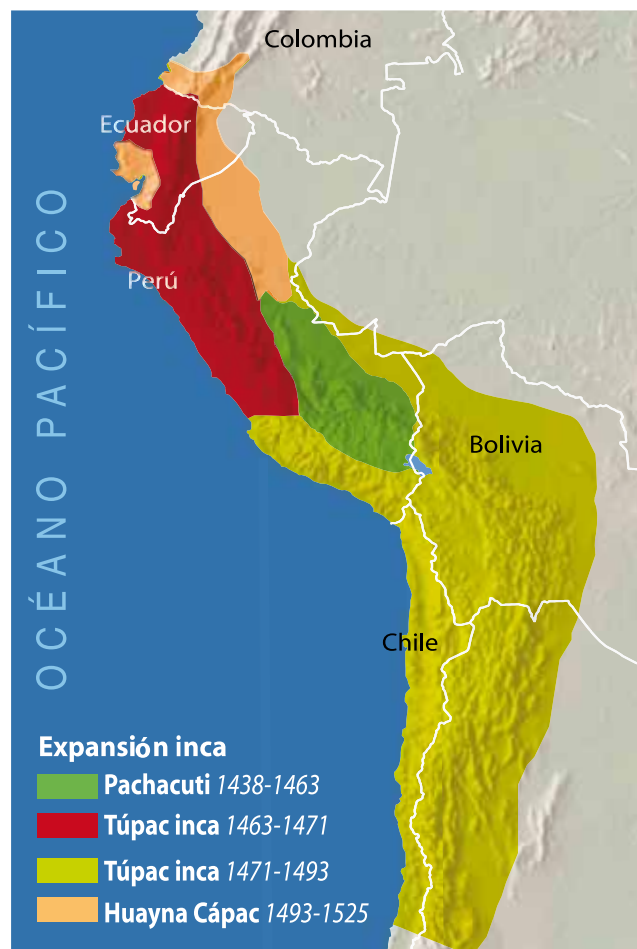 Colombia
Ecuador
Perú
OCÉANO PACÍFICO
Bolivia
Chile
Expansión inca
Pachacuti 1438-1463
Túpac inca 1463-1471
Túpac inca 1471-1493
Huayna Cápac 1493-1525